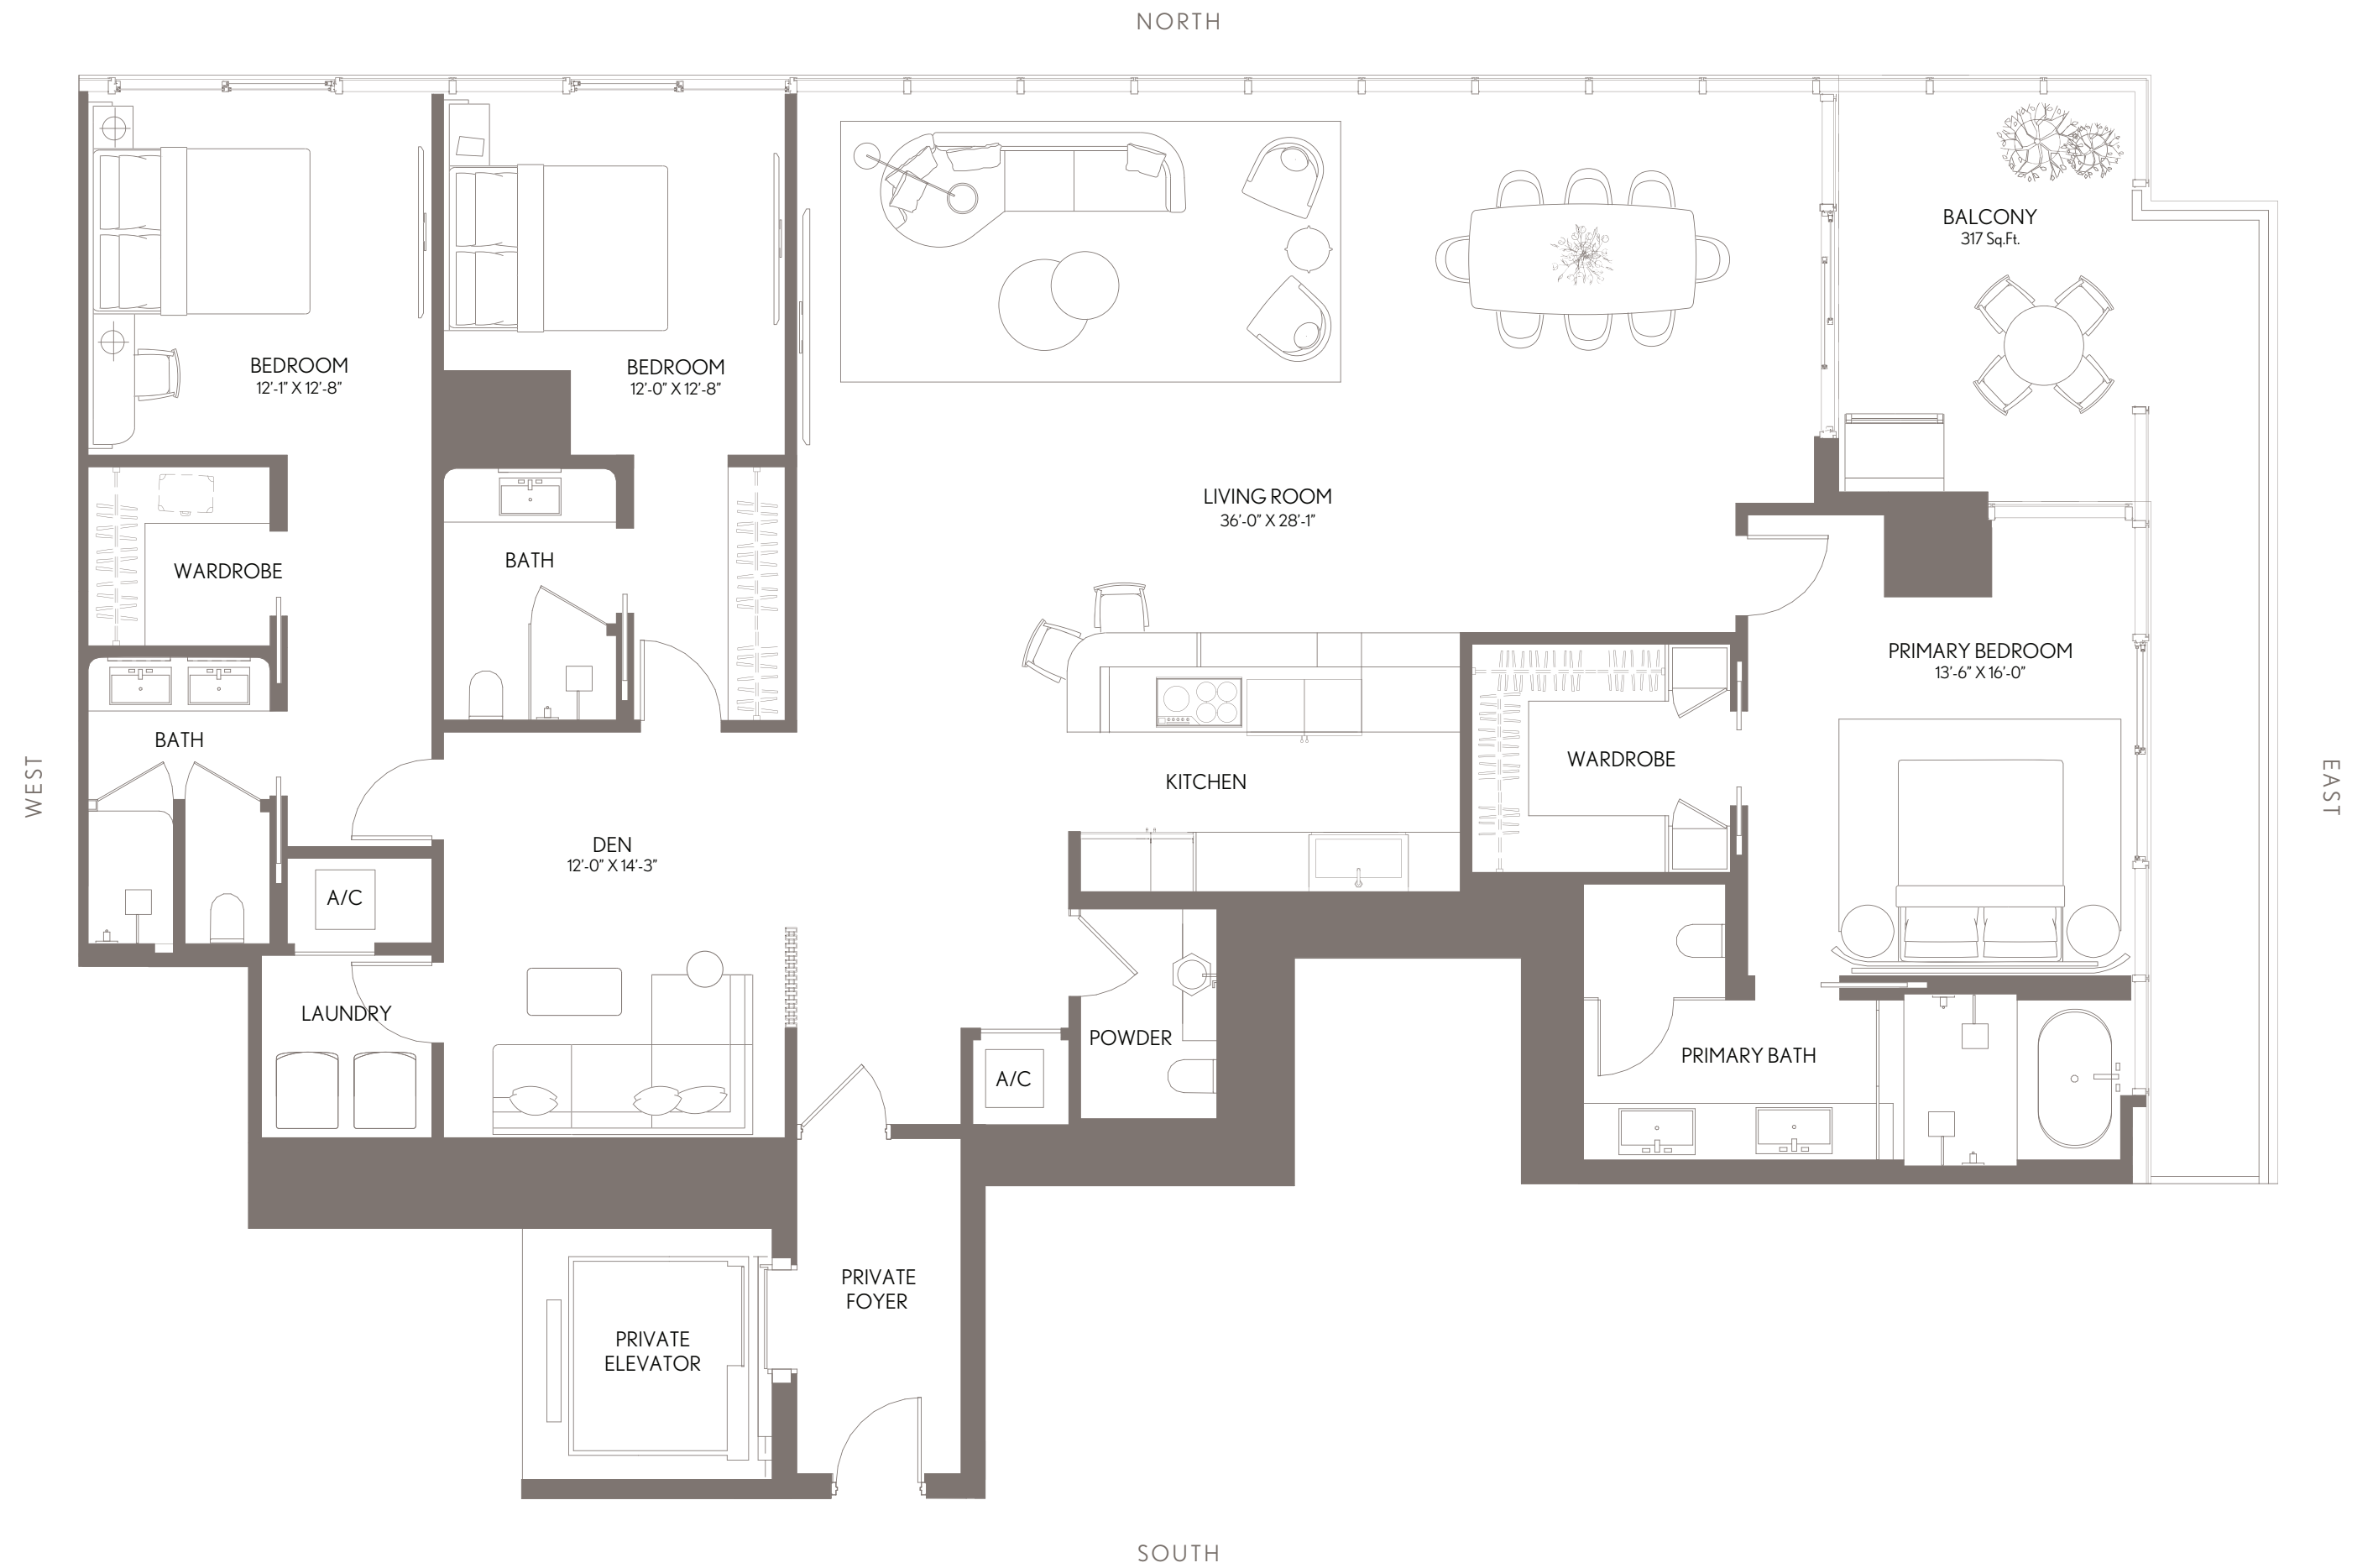 NORTH
BALCONY
317 Sq.Ft.
BEDROOM
12'-1" X 12'-8"
BEDROOM
12'-0" X 12'-8"
LIVING ROOM
36'-0" X 28'-1"
BATH
WARDROBE
PRIMARY BEDROOM
13'-6" X 16'-0"
BATH
WARDROBE
KITCHEN
WEST
EAST
DEN
12'-0" X 14'-3"
A/C
LAUNDRY
POWDER
PRIMARY BATH
A/C
PRIVATE
FOYER
PRIVATE
ELEVATOR
SOUTH